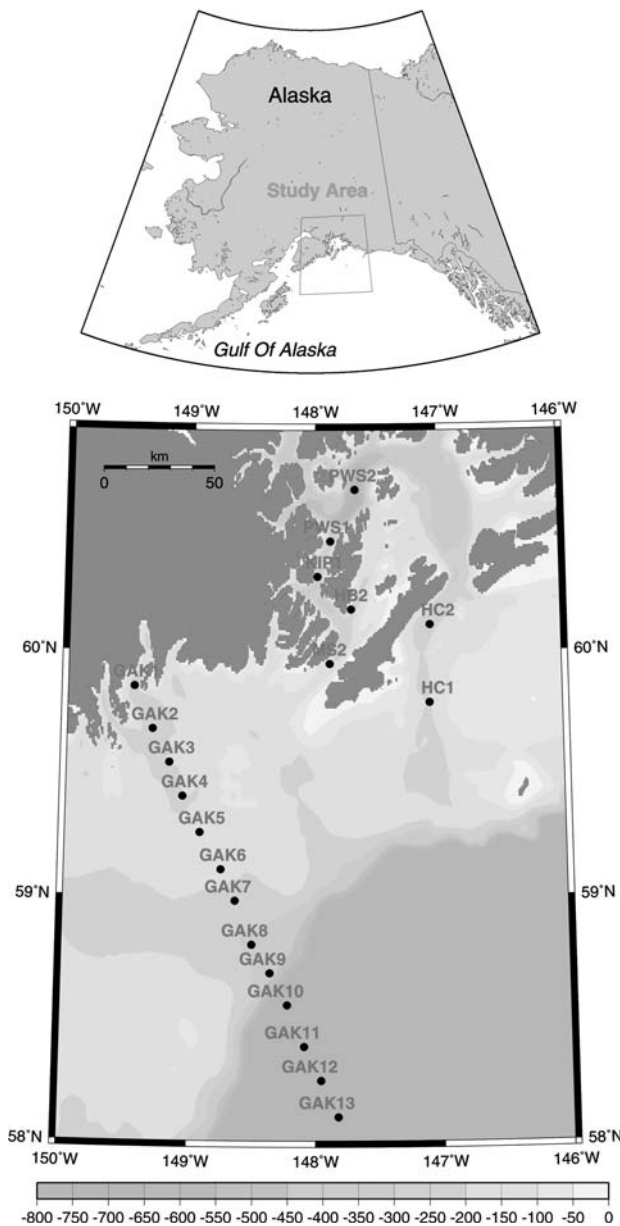 Alaska
Study Area
Gulf Of Alaska
150˚W 149˚W 148˚W 147˚W 146˚W
km
0 50
PWS2
PWS1
KIP1
HB2
HC2
60˚N 60˚N
MS2
GAK1
HC1
GAK2
GAK3
GAK4
GAK5
GAK6
59˚N 59˚N
GAK7
GAK8
GAK9
GAK10
GAK11
GAK12
GAK13
58˚N 58˚N
150˚W 149˚W 148˚W 147˚W 146˚W
-800 -750 -700 -650 -600 -550 -500 -450 -400 -350 -300 -250 -200 -150 -100 -50 0